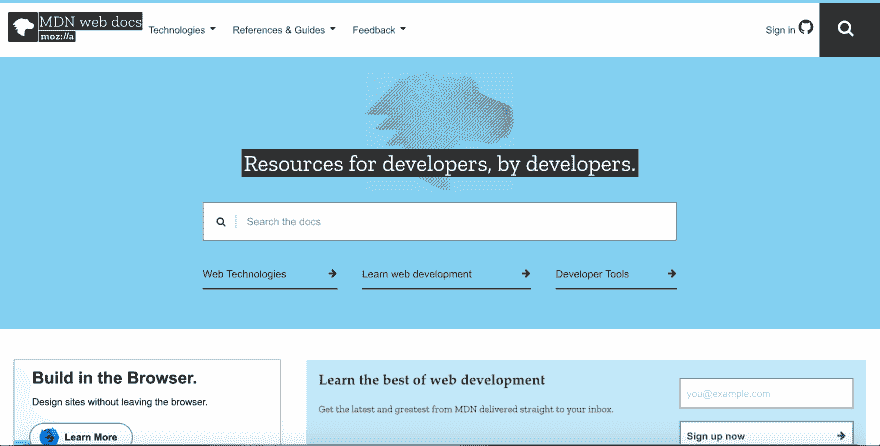 MDN web docs
moz://a
Technologies References & Guides Feedback Sign in
Resources for developers, by developers.
Search the docs
Web Technologies Learn web development Developer Tools
Build in the Browser.
Design sites without leaving the browser.
Learn More
Learn the best of web development
Get the latest and greatest from MDN delivered straight to your inbox.
you@example.com
Sign up now